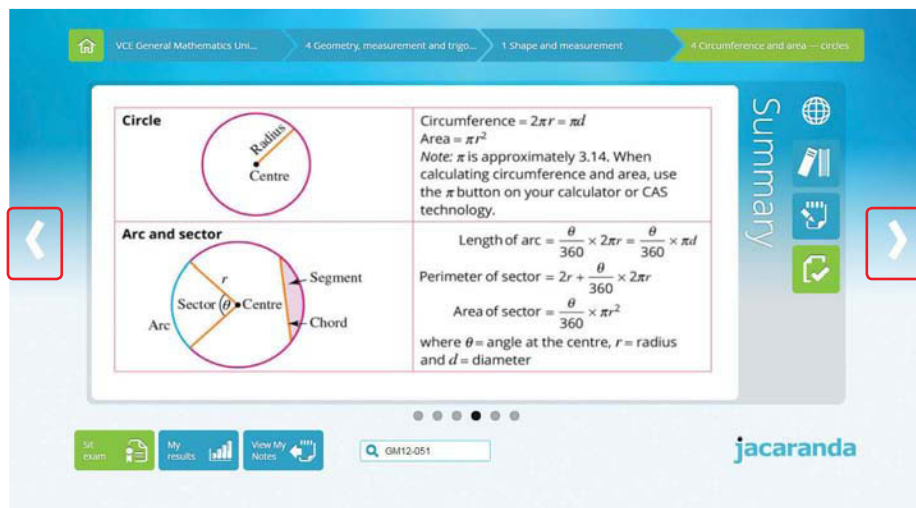 VCE General Mathematics Uni...
4 Geometry, measurement and trigo...
1 Shape and measurement
4 Circumference and area — circles
Summary
Circle
Radius
Centre
Circumference = 2πr = πd
Area = πr²
Note: π is approximately 3.14. When
calculating circumference and area, use
the π button on your calculator or CAS
technology.
Arc and sector
r
Segment
Sector θ Centre
Arc
Chord
Length of arc = θ/360 × 2πr = θ/360 × πd
Perimeter of sector = 2r + θ/360 × 2πr
Area of sector = θ/360 × πr²
where θ = angle at the centre, r = radius
and d = diameter
Sit
exam
My
results
View My
Notes
GM12-051
jacaranda